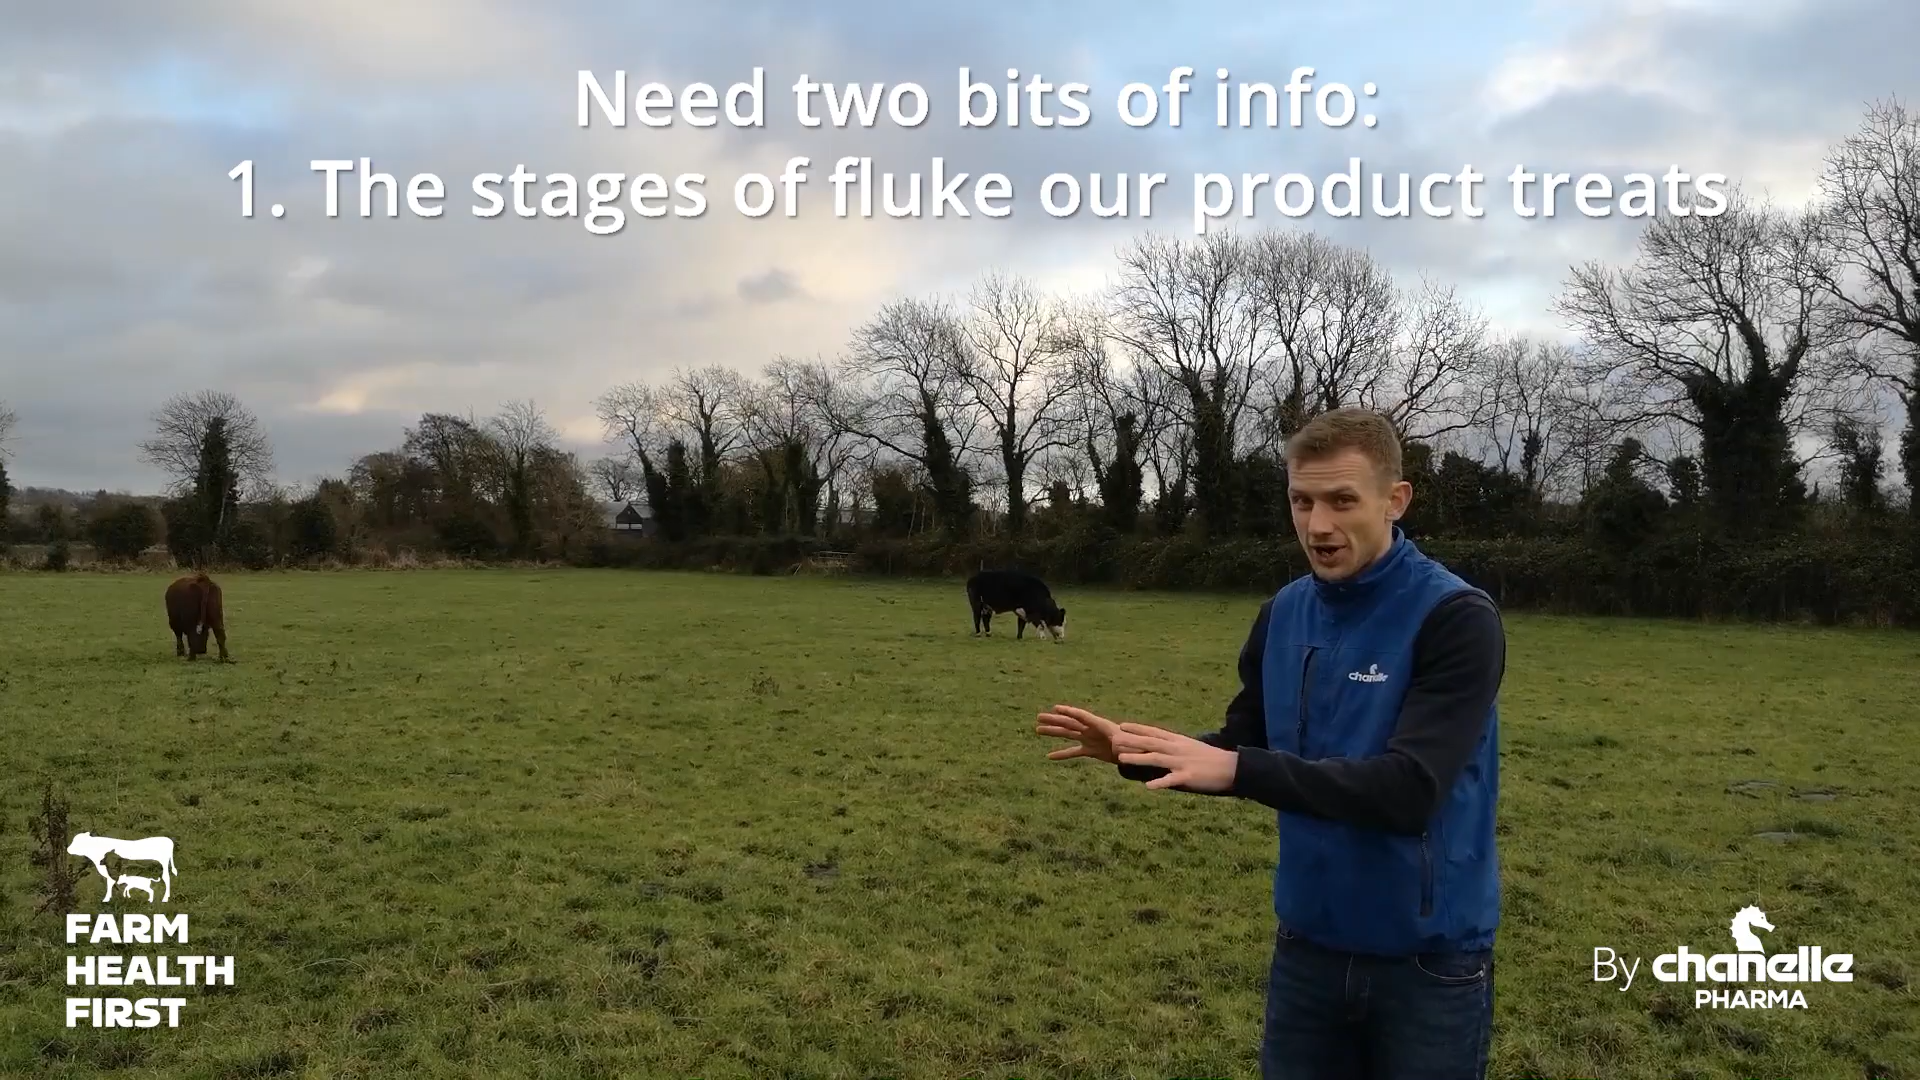 Need two bits of info:
1. The stages of fluke our product treats
chanelle
FARM
HEALTH
FIRST
By chanelle
PHARMA